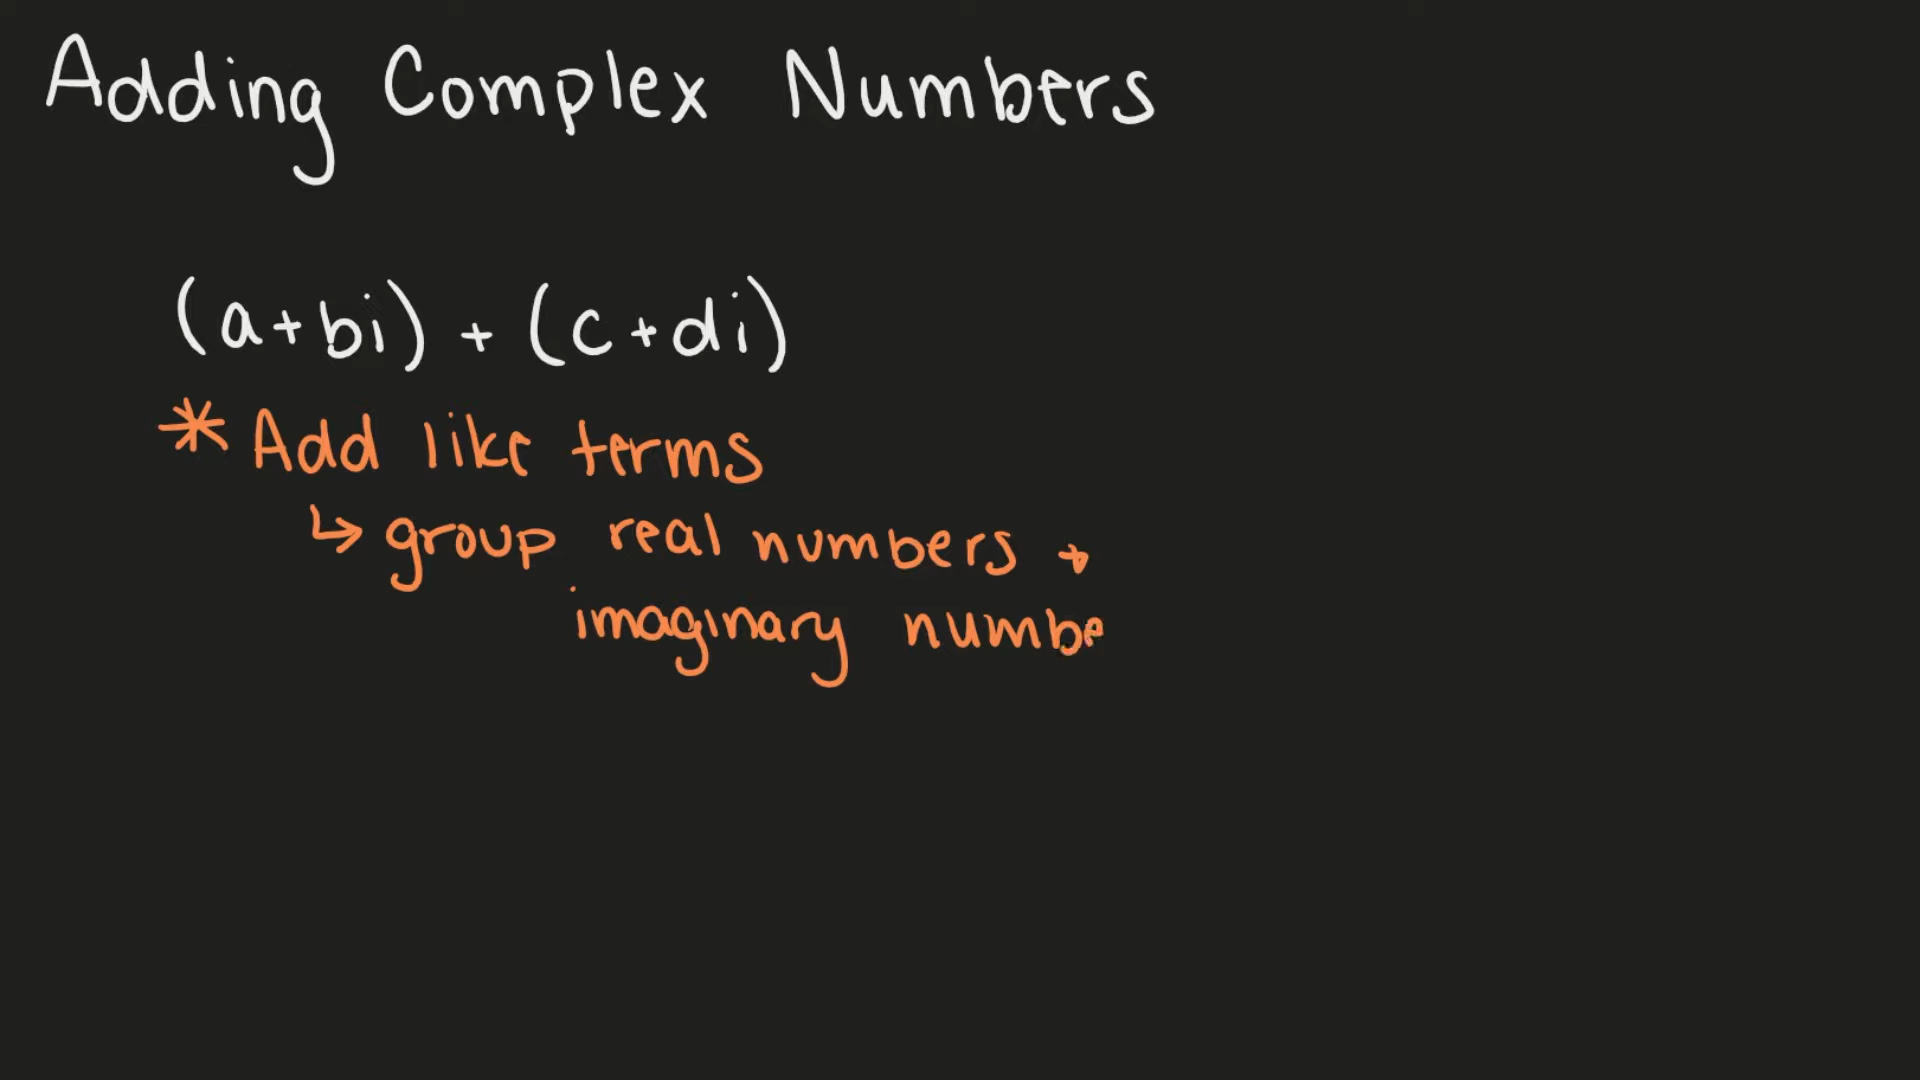 Adding Complex Numbers
(a+bi) + (c+di)
* Add like terms
↳ group real numbers +
imaginary numbe